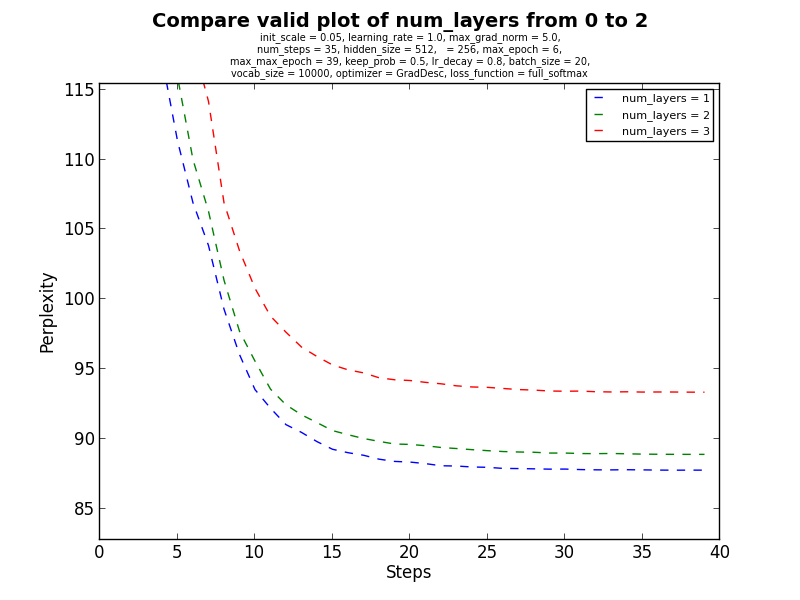 Compare valid plot of num_layers from 0 to 2
init_scale = 0.05, learning_rate = 1.0, max_grad_norm = 5.0,
num_steps = 35, hidden_size = 512,   = 256, max_epoch = 6,
max_max_epoch = 39, keep_prob = 0.5, lr_decay = 0.8, batch_size = 20,
vocab_size = 10000, optimizer = GradDesc, loss_function = full_softmax
num_layers = 1
num_layers = 2
num_layers = 3
115
110
105
100
95
90
85
Perplexity
0 5 10 15 20 25 30 35 40
Steps